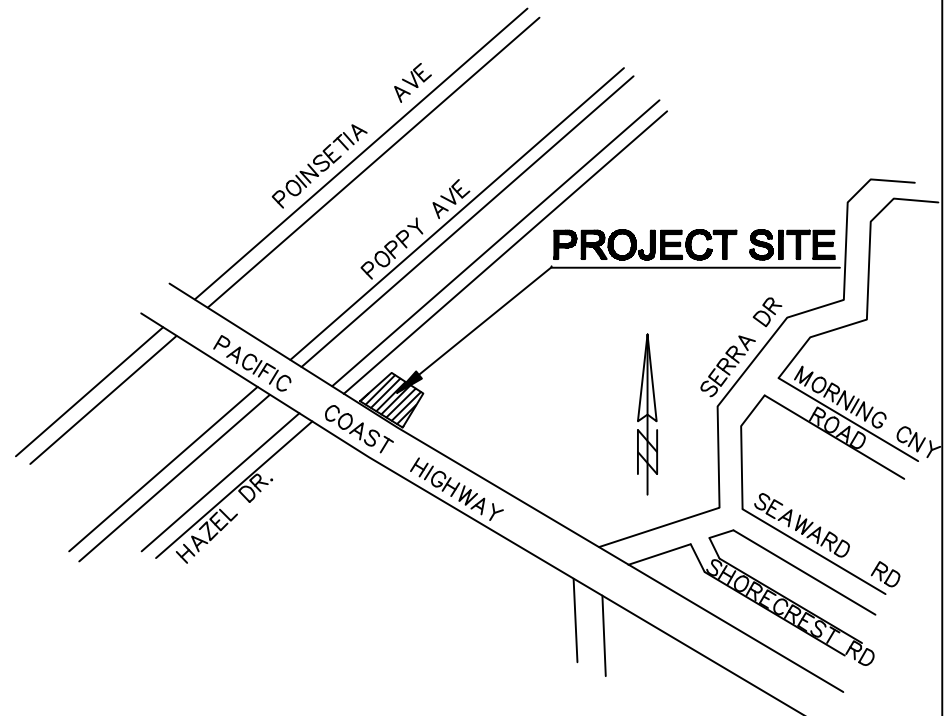 POINSETIA AVE
POPPY AVE
PROJECT SITE
SERRA DR
PACIFIC COAST HIGHWAY
MORNING CNY
ROAD
N
HAZEL DR.
SEAWARD RD
SHORECREST RD